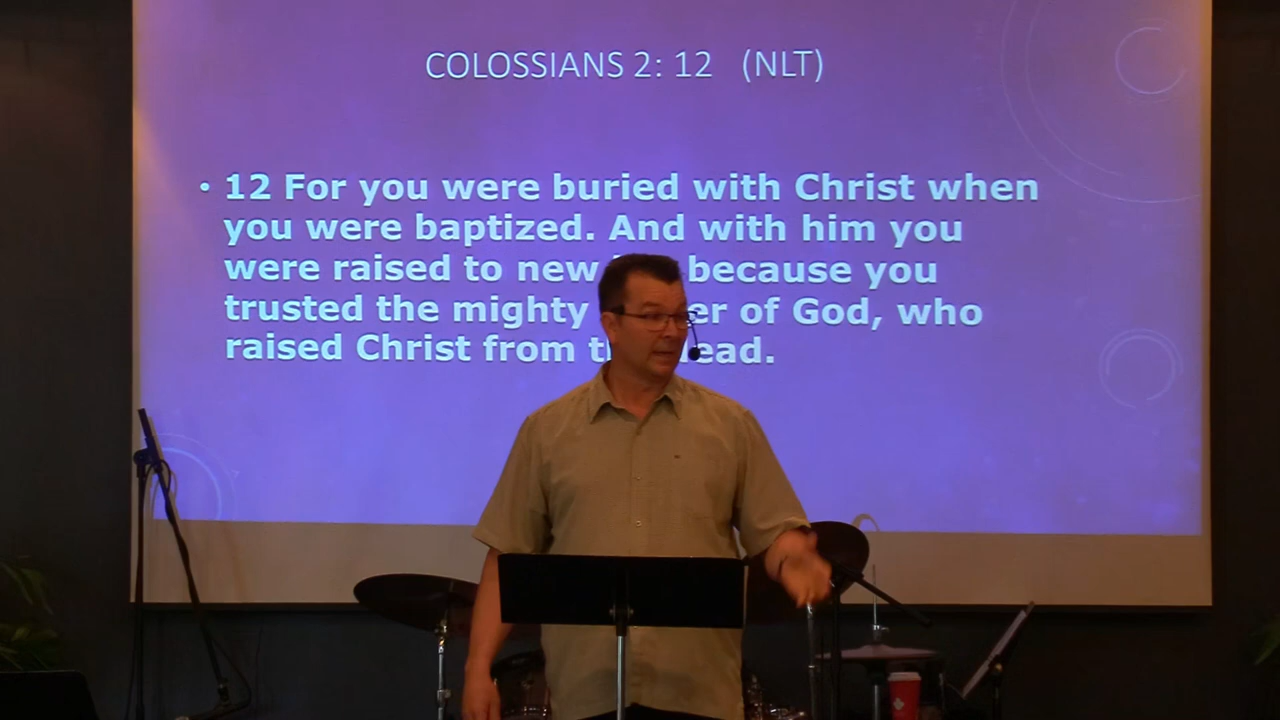 COLOSSIANS 2: 12 (NLT)
• 12 For you were buried with Christ when
you were baptized. And with him you
were raised to new because you
trusted the mighty of God, who
raised Christ from